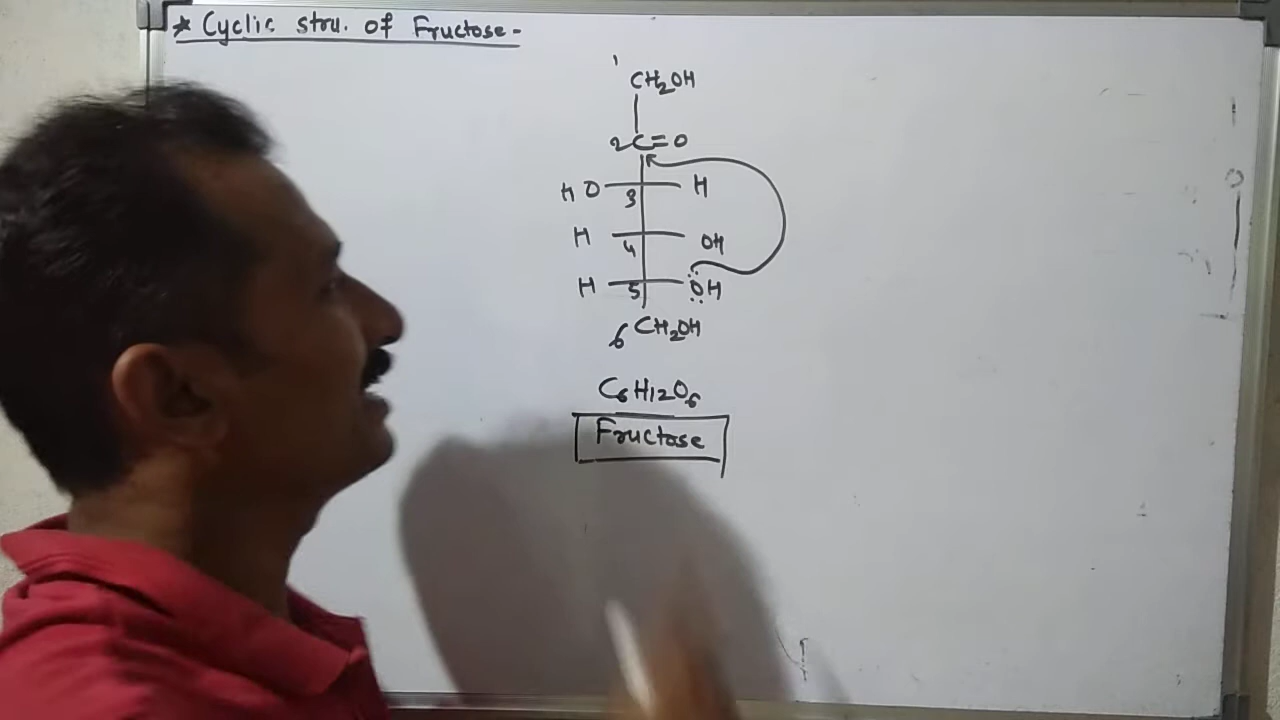 * Cyclic stru. of Fructose -
1 CH2OH
2 C=O
HO 3 H
H 4 OH
H 5 OH
6 CH2OH
C6H12O6
Fructose